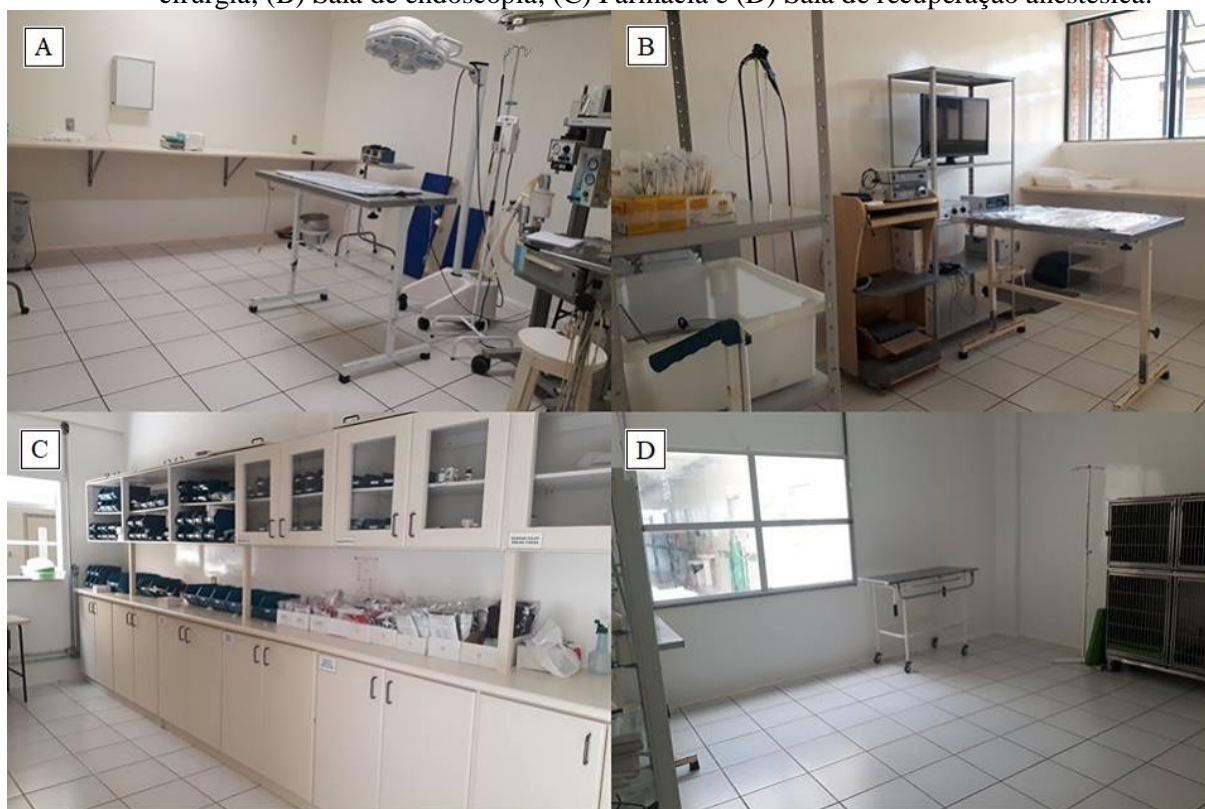 cirurgia; (B) Sala de endoscopia; (C) Farmácia e (D) Sala de recuperação anestésica.
A
B
C
D